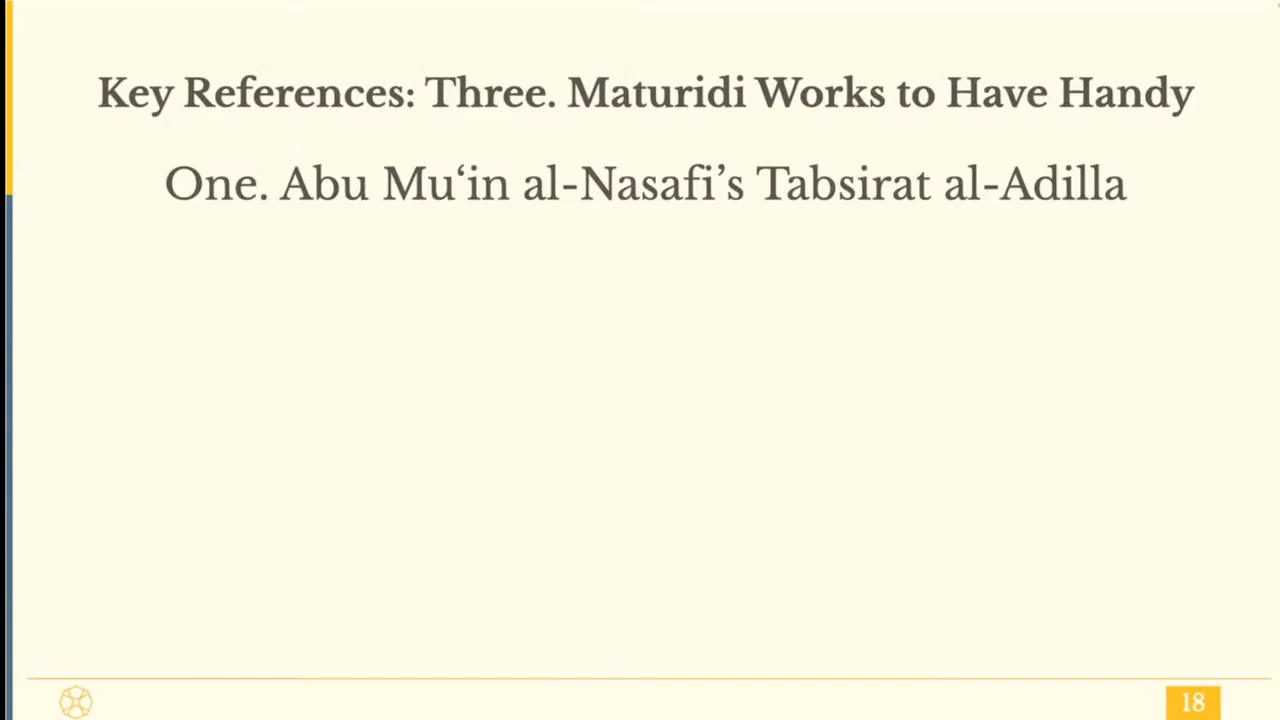 Key References: Three. Maturidi Works to Have Handy
One. Abu Mu‘in al-Nasafi’s Tabsirat al-Adilla
18